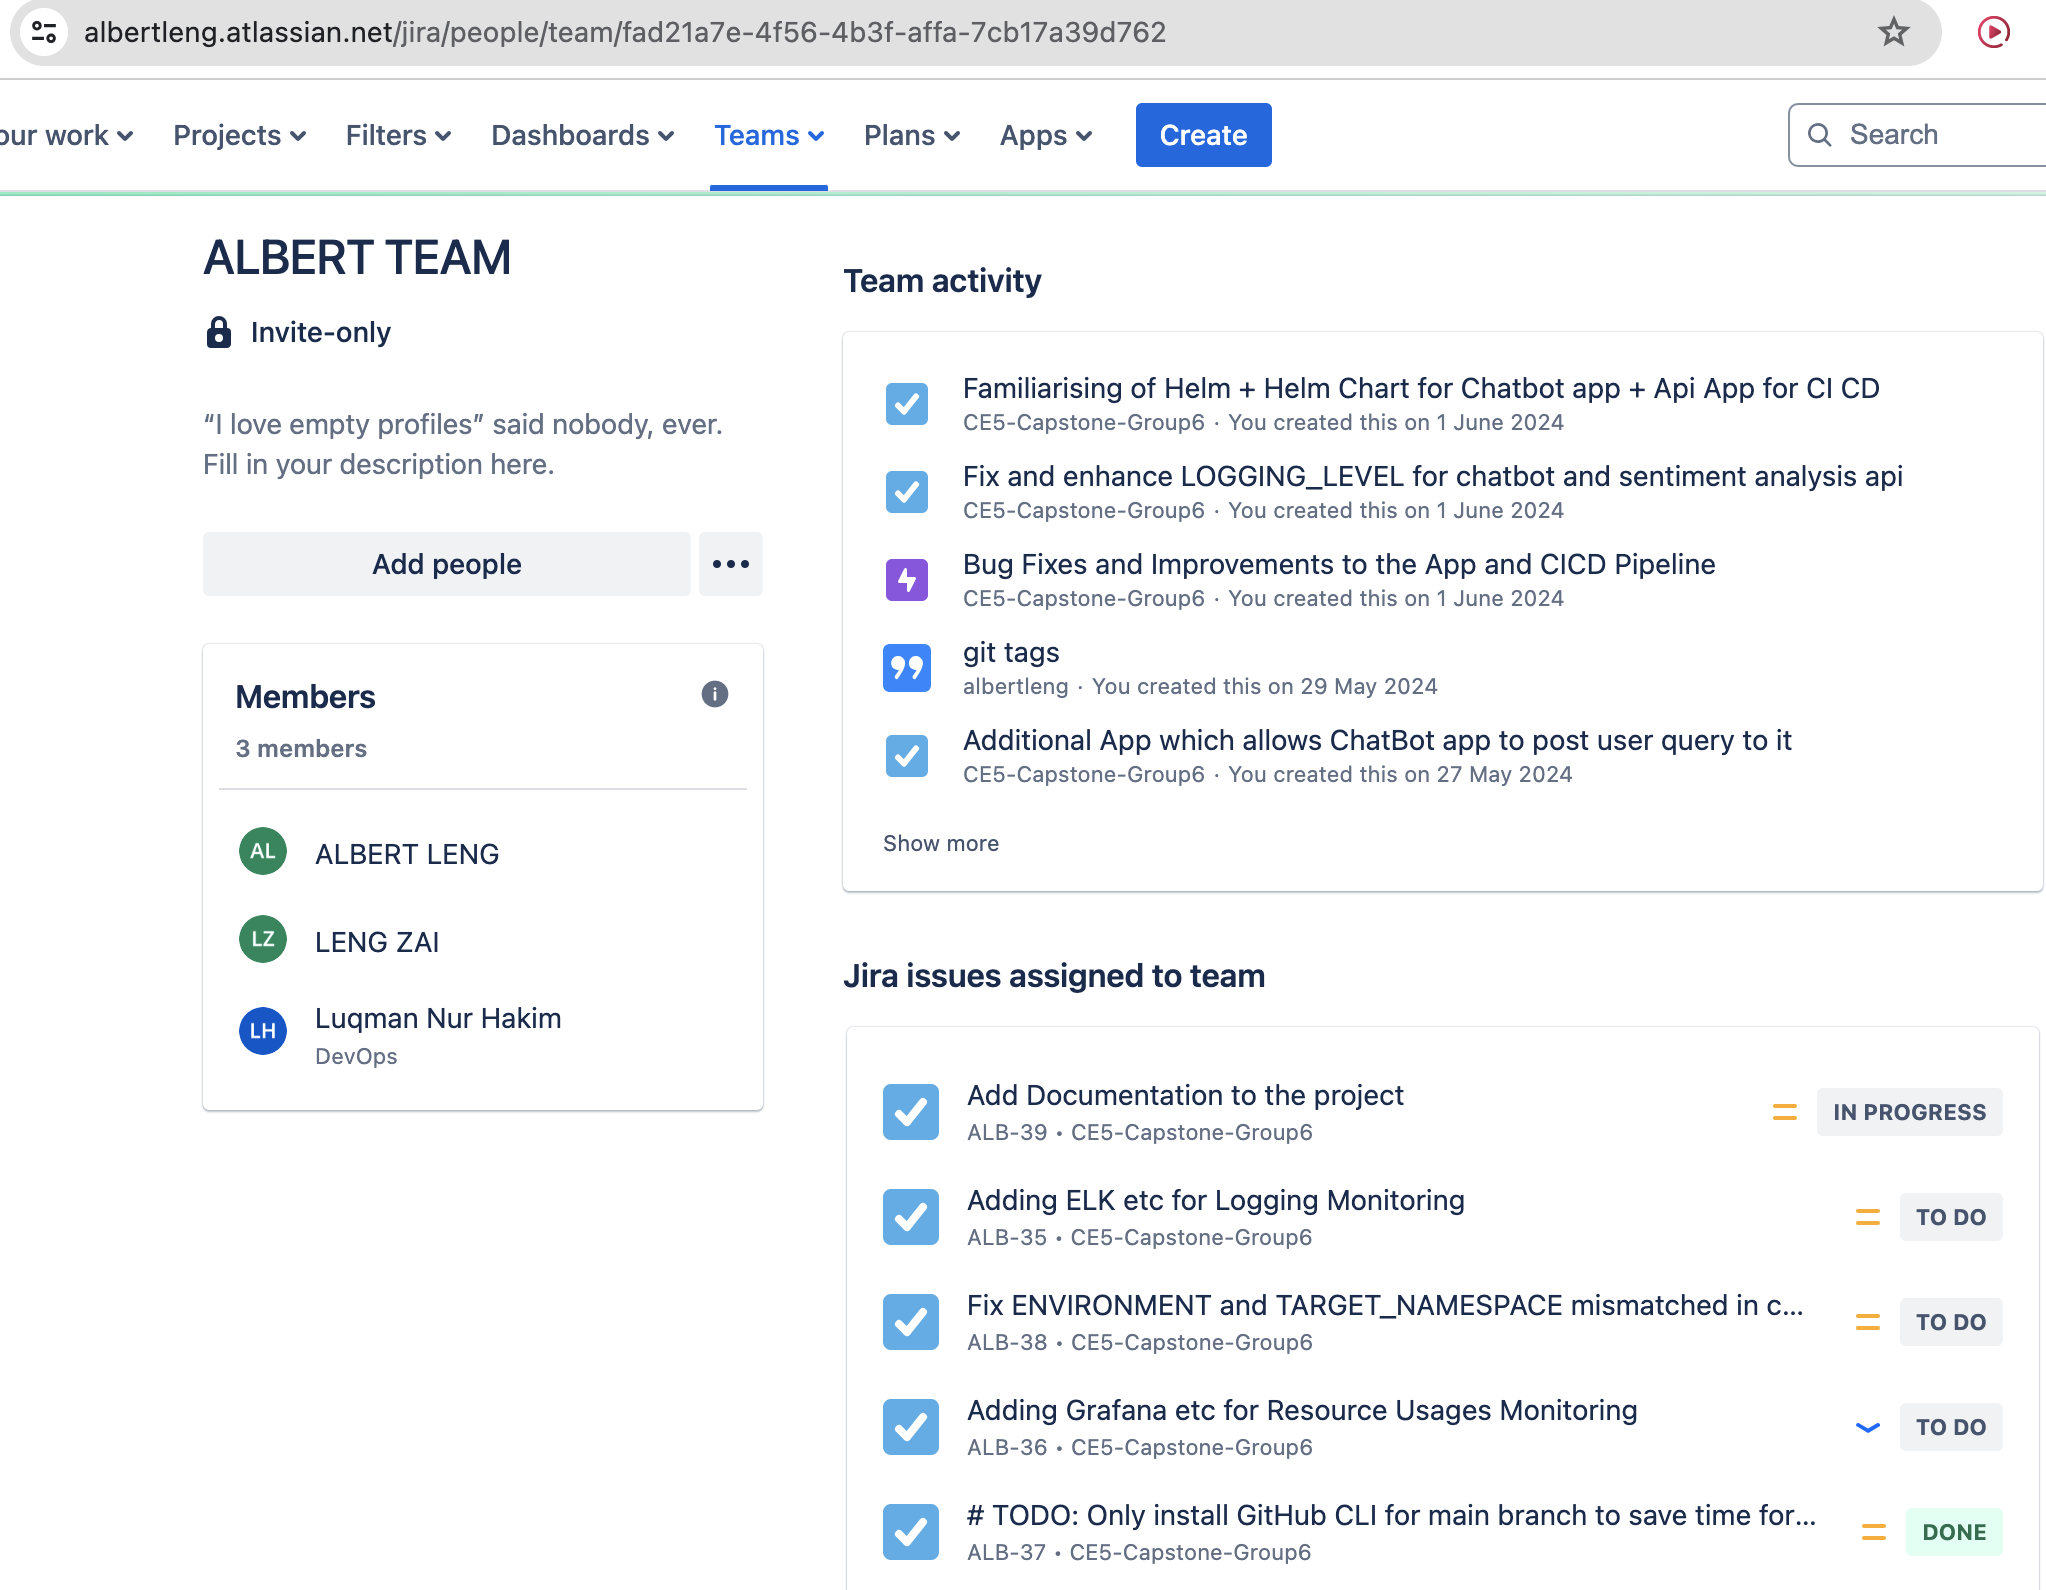 albertleng.atlassian.net/jira/people/team/fad21a7e-4f56-4b3f-affa-7cb17a39d762
our work Projects Filters Dashboards Teams Plans Apps Create Search
ALBERT TEAM
Invite-only
“I love empty profiles” said nobody, ever.
Fill in your description here.
Add people
Members
3 members
AL ALBERT LENG
LZ LENG ZAI
LH Luqman Nur Hakim
DevOps
Team activity
Familiarising of Helm + Helm Chart for Chatbot app + Api App for CI CD
CE5-Capstone-Group6 · You created this on 1 June 2024
Fix and enhance LOGGING_LEVEL for chatbot and sentiment analysis api
CE5-Capstone-Group6 · You created this on 1 June 2024
Bug Fixes and Improvements to the App and CICD Pipeline
CE5-Capstone-Group6 · You created this on 1 June 2024
git tags
albertleng · You created this on 29 May 2024
Additional App which allows ChatBot app to post user query to it
CE5-Capstone-Group6 · You created this on 27 May 2024
Show more
Jira issues assigned to team
Add Documentation to the project
ALB-39 • CE5-Capstone-Group6
IN PROGRESS
Adding ELK etc for Logging Monitoring
ALB-35 • CE5-Capstone-Group6
TO DO
Fix ENVIRONMENT and TARGET_NAMESPACE mismatched in c...
ALB-38 • CE5-Capstone-Group6
TO DO
Adding Grafana etc for Resource Usages Monitoring
ALB-36 • CE5-Capstone-Group6
TO DO
# TODO: Only install GitHub CLI for main branch to save time for...
ALB-37 • CE5-Capstone-Group6
DONE